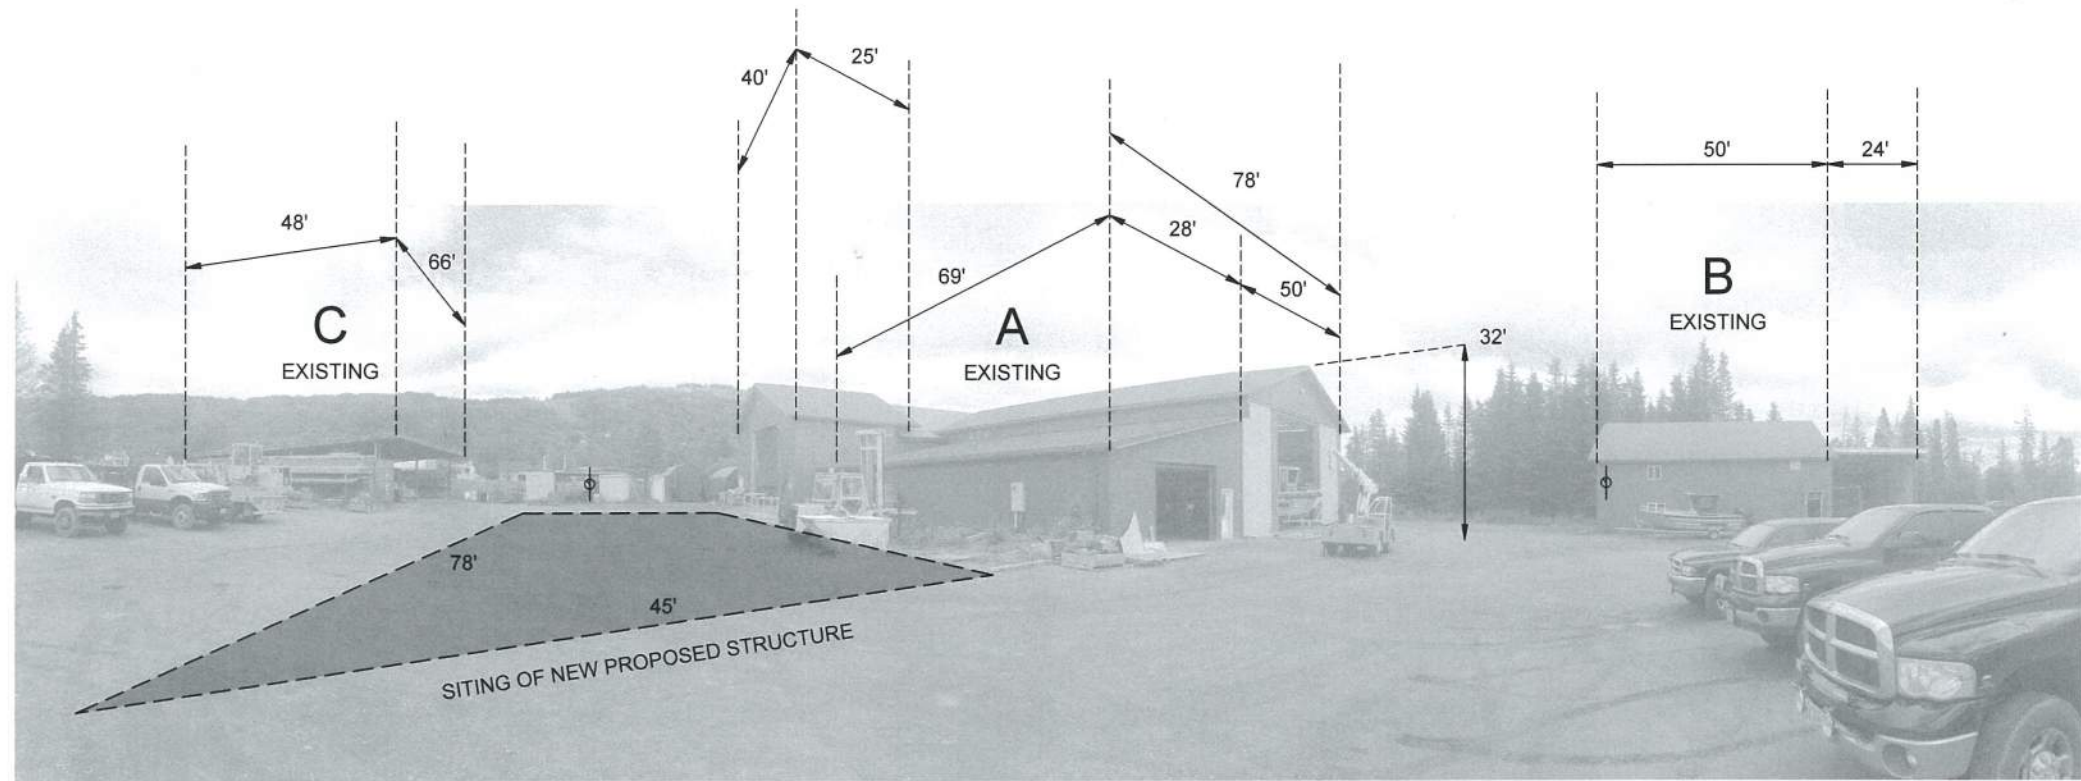 40'
25'
50'
24'
78'
48'
28'
66'
69'
50'
C
EXISTING
A
EXISTING
B
EXISTING
32'
78'
45'
SITING OF NEW PROPOSED STRUCTURE